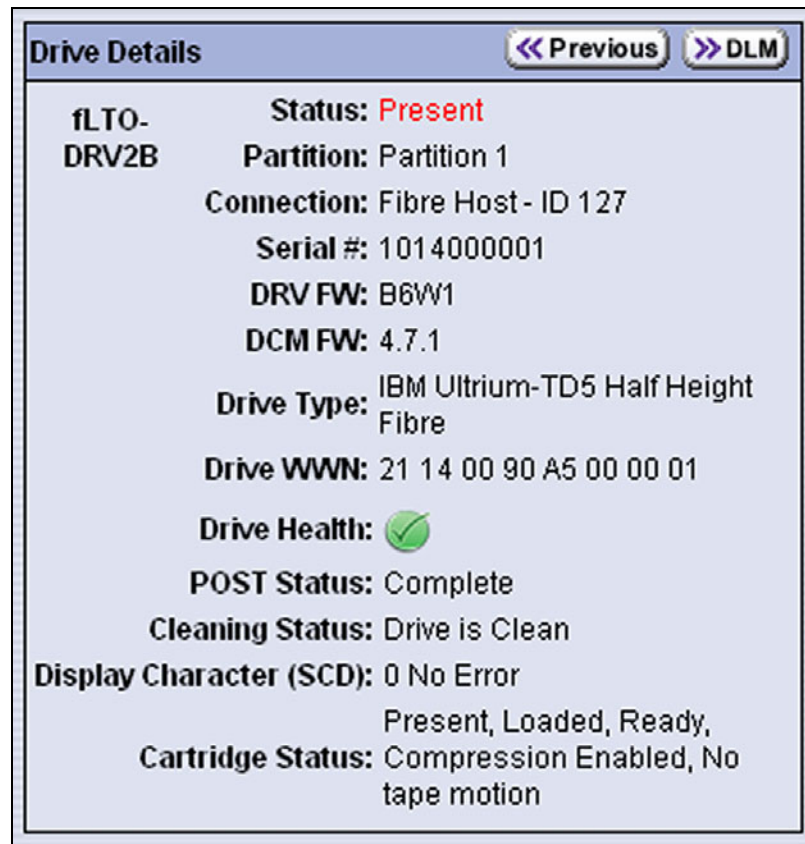 Drive Details
Previous
DLM
fLTO-
DRV2B
Status: Present
Partition: Partition 1
Connection: Fibre Host - ID 127
Serial #: 1014000001
DRV FW: B6W1
DCM FW: 4.7.1
Drive Type: IBM Ultrium-TD5 Half Height
Fibre
Drive WWN: 21 14 00 90 A5 00 00 01
Drive Health:
POST Status: Complete
Cleaning Status: Drive is Clean
Display Character (SCD): 0 No Error
Cartridge Status: Present, Loaded, Ready,
Compression Enabled, No
tape motion